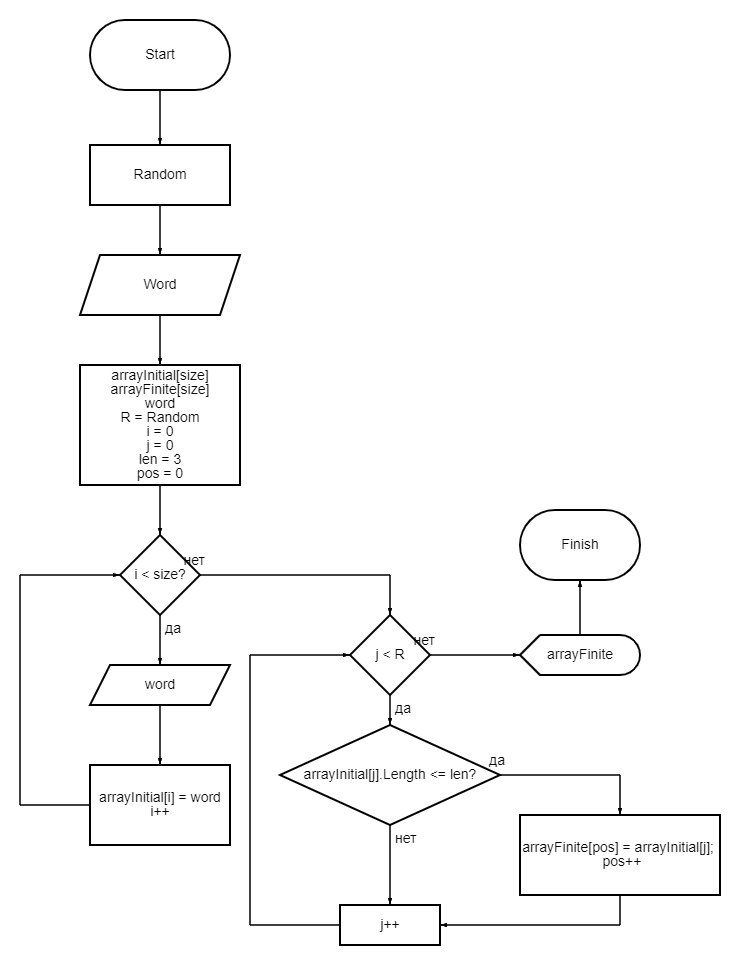 Start
Random
Word
arrayInitial[size]
arrayFinite[size]
word
R = Random
i = 0
j = 0
len = 3
pos = 0
i < size?
нет
да
word
arrayInitial[i] = word
i++
j < R
нет
arrayFinite
Finish
да
arrayInitial[j].Length <= len?
да
arrayFinite[pos] = arrayInitial[j];
pos++
нет
j++